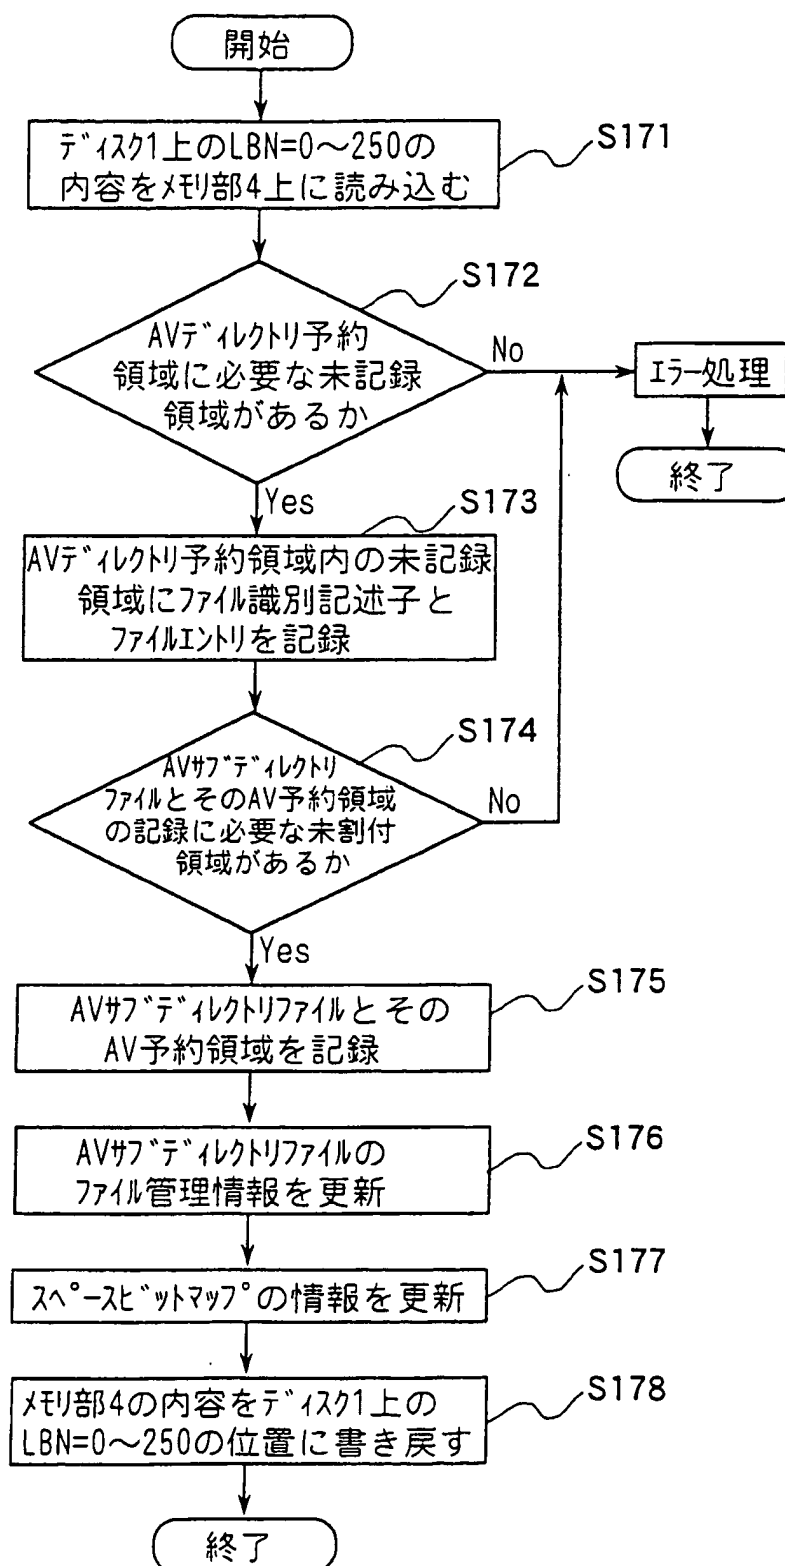 開始
ディスク1上のLBN=0〜250の
内容をメモリ部4上に読み込む
S171
S172
AVディレクトリ予約
領域に必要な未記録
領域があるか
No
エラー処理
終了
Yes
S173
AVディレクトリ予約領域内の未記録
領域にファイル識別記述子と
ファイルエントリを記録
S174
AVサブディレクトリ
ファイルとそのAV予約領域
の記録に必要な未割付
領域があるか
No
Yes
S175
AVサブディレクトリファイルとその
AV予約領域を記録
S176
AVサブディレクトリファイルの
ファイル管理情報を更新
S177
スペースビットマップの情報を更新
S178
メモリ部4の内容をディスク1上の
LBN=0〜250の位置に書き戻す
終了